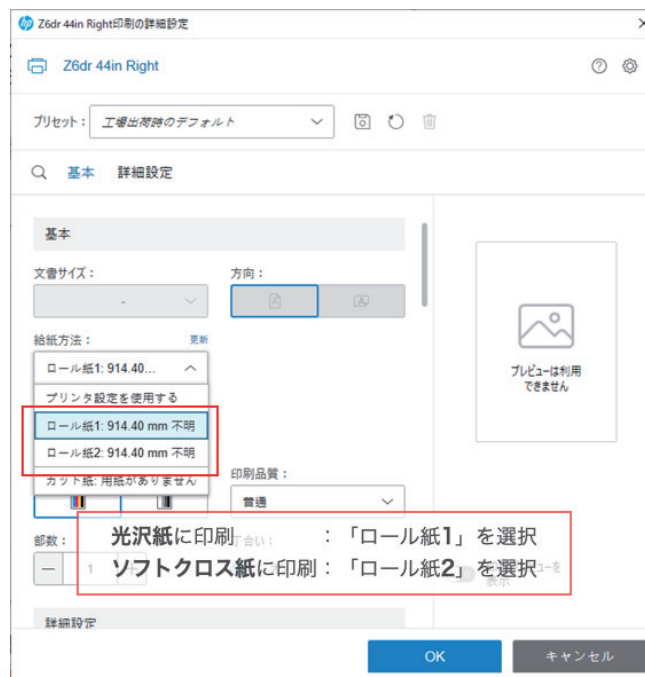 Z6dr 44in Right印刷の詳細設定
Z6dr 44in Right
プリセット： 工場出荷時のデフォルト
基本 詳細設定
基本
文書サイズ： 方向：
-
給紙方法： 更新
ロール紙1: 914.40...
プリンタ設定を使用する
ロール紙1: 914.40 mm 不明
ロール紙2: 914.40 mm 不明
カット紙: 用紙がありません
プレビューは利用
できません
印刷品質：
普通
部数： 丁合い：
1
光沢紙に印刷 ：「ロール紙1」を選択
ソフトクロス紙に印刷：「ロール紙2」を選択
表示
詳細設定
OK キャンセル